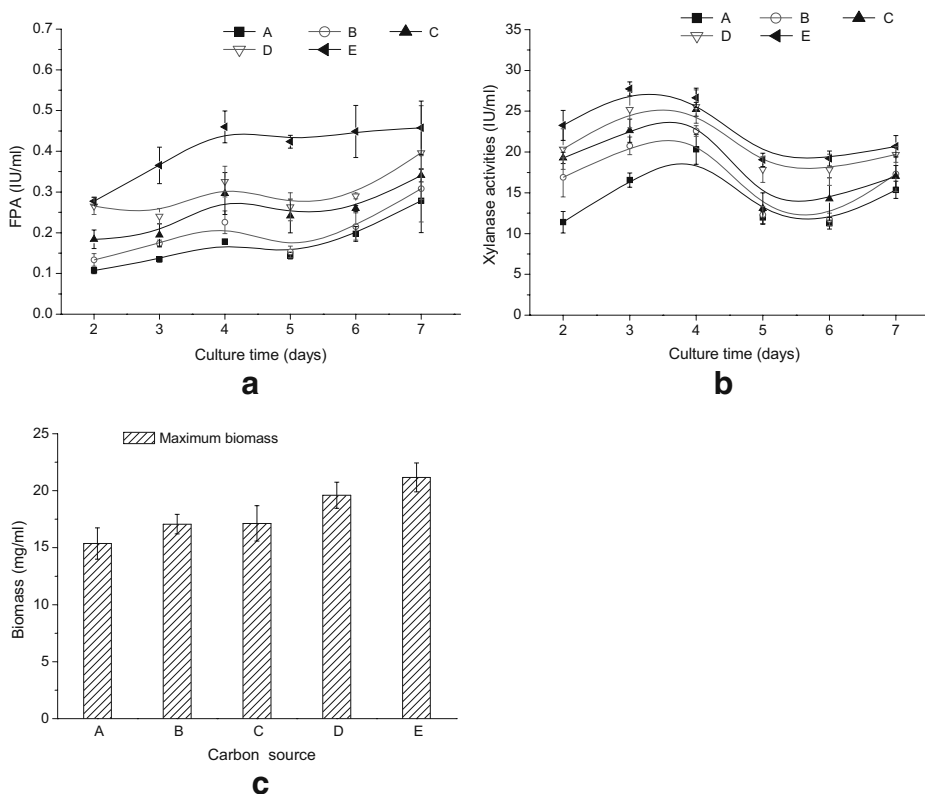 A B C
D E
0.7
0.6
0.5
0.4
0.3
0.2
0.1
0.0
FPA (IU/ml)
2 3 4 5 6 7
Culture time (days)
a
A B C
D E
35
30
25
20
15
10
5
0
Xylanase activities (IU/ml)
2 3 4 5 6 7
Culture time (days)
b
Maximum biomass
25
20
15
10
5
0
Biomass (mg/ml)
A B C D E
Carbon source
c